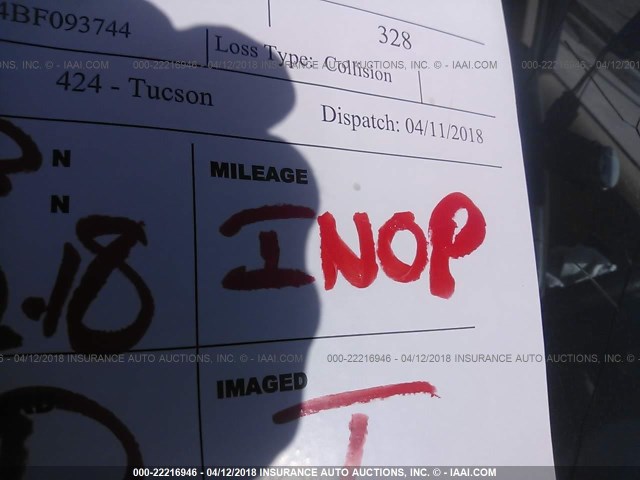 4BF093744
328
Loss Type: Collision
424 - Tucson
Dispatch: 04/11/2018
N
MILEAGE
N
INOP
.18
IMAGED
000-22216946 - 04/12/2018 INSURANCE AUTO AUCTIONS, INC. © - IAAI.COM